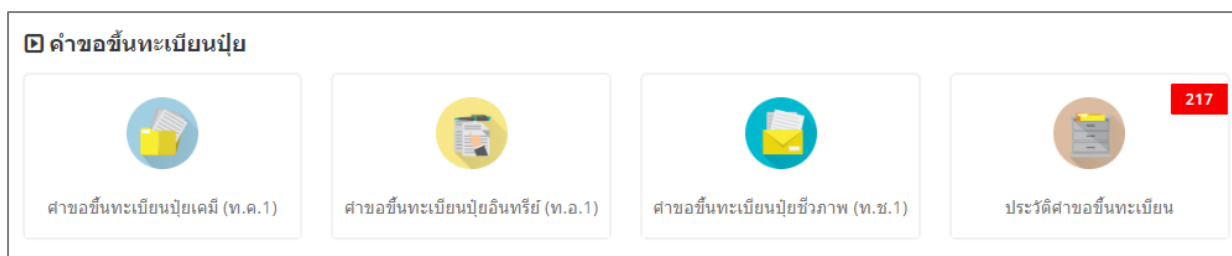 คำขอขึ้นทะเบียนปุ๋ย
217
คำขอขึ้นทะเบียนปุ๋ยเคมี (ท.ค.1)
คำขอขึ้นทะเบียนปุ๋ยอินทรีย์ (ท.อ.1)
คำขอขึ้นทะเบียนปุ๋ยชีวภาพ (ท.ช.1)
ประวัติคำขอขึ้นทะเบียน